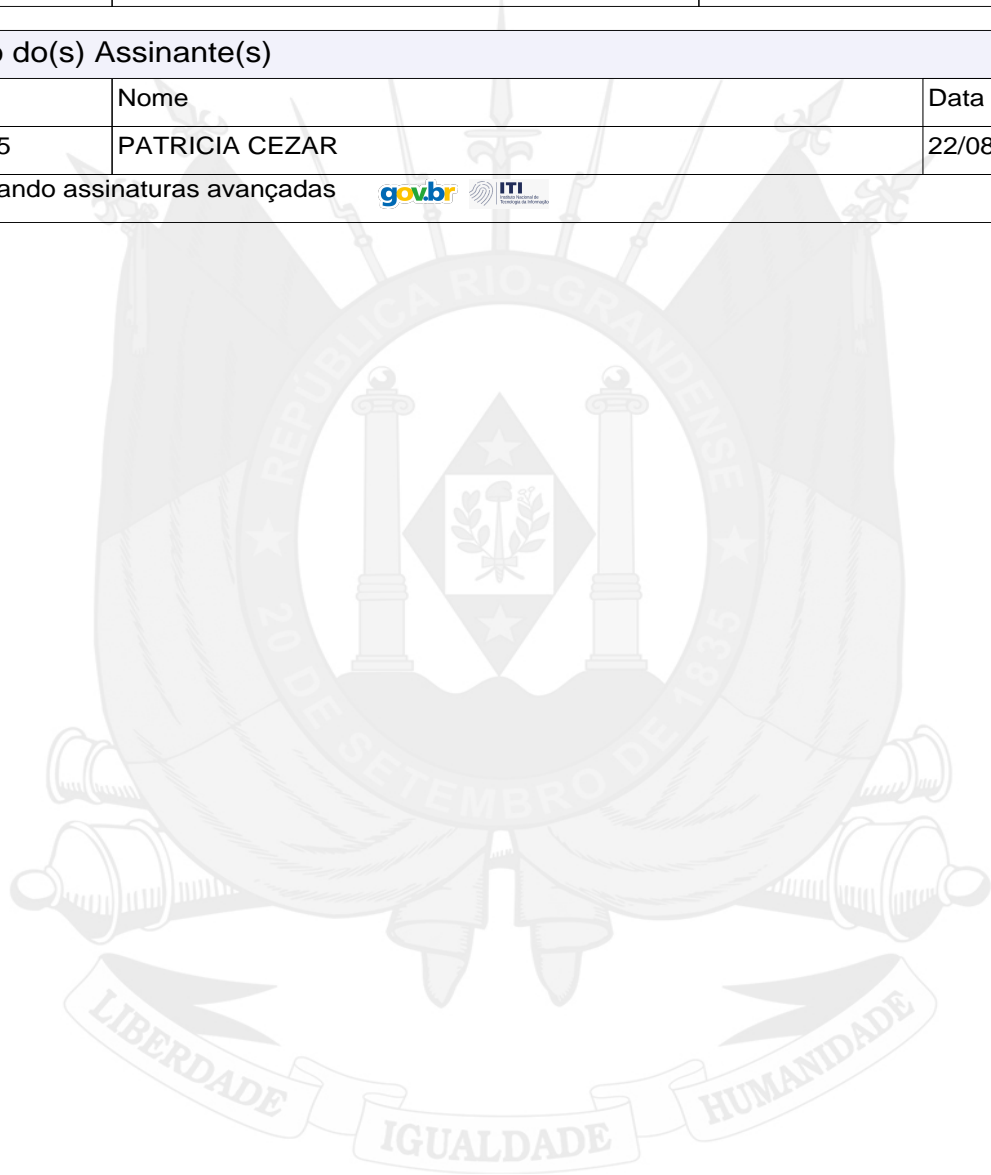 do(s) Assinante(s)
Nome Data
5 PATRICIA CEZAR 22/08
ando assinaturas avançadas gov.br ITI
REPÚBLICA RIO-GRANDENSE
20 DE SETEMBRO DE 1835
LIBERDADE IGUALDADE HUMANIDADE